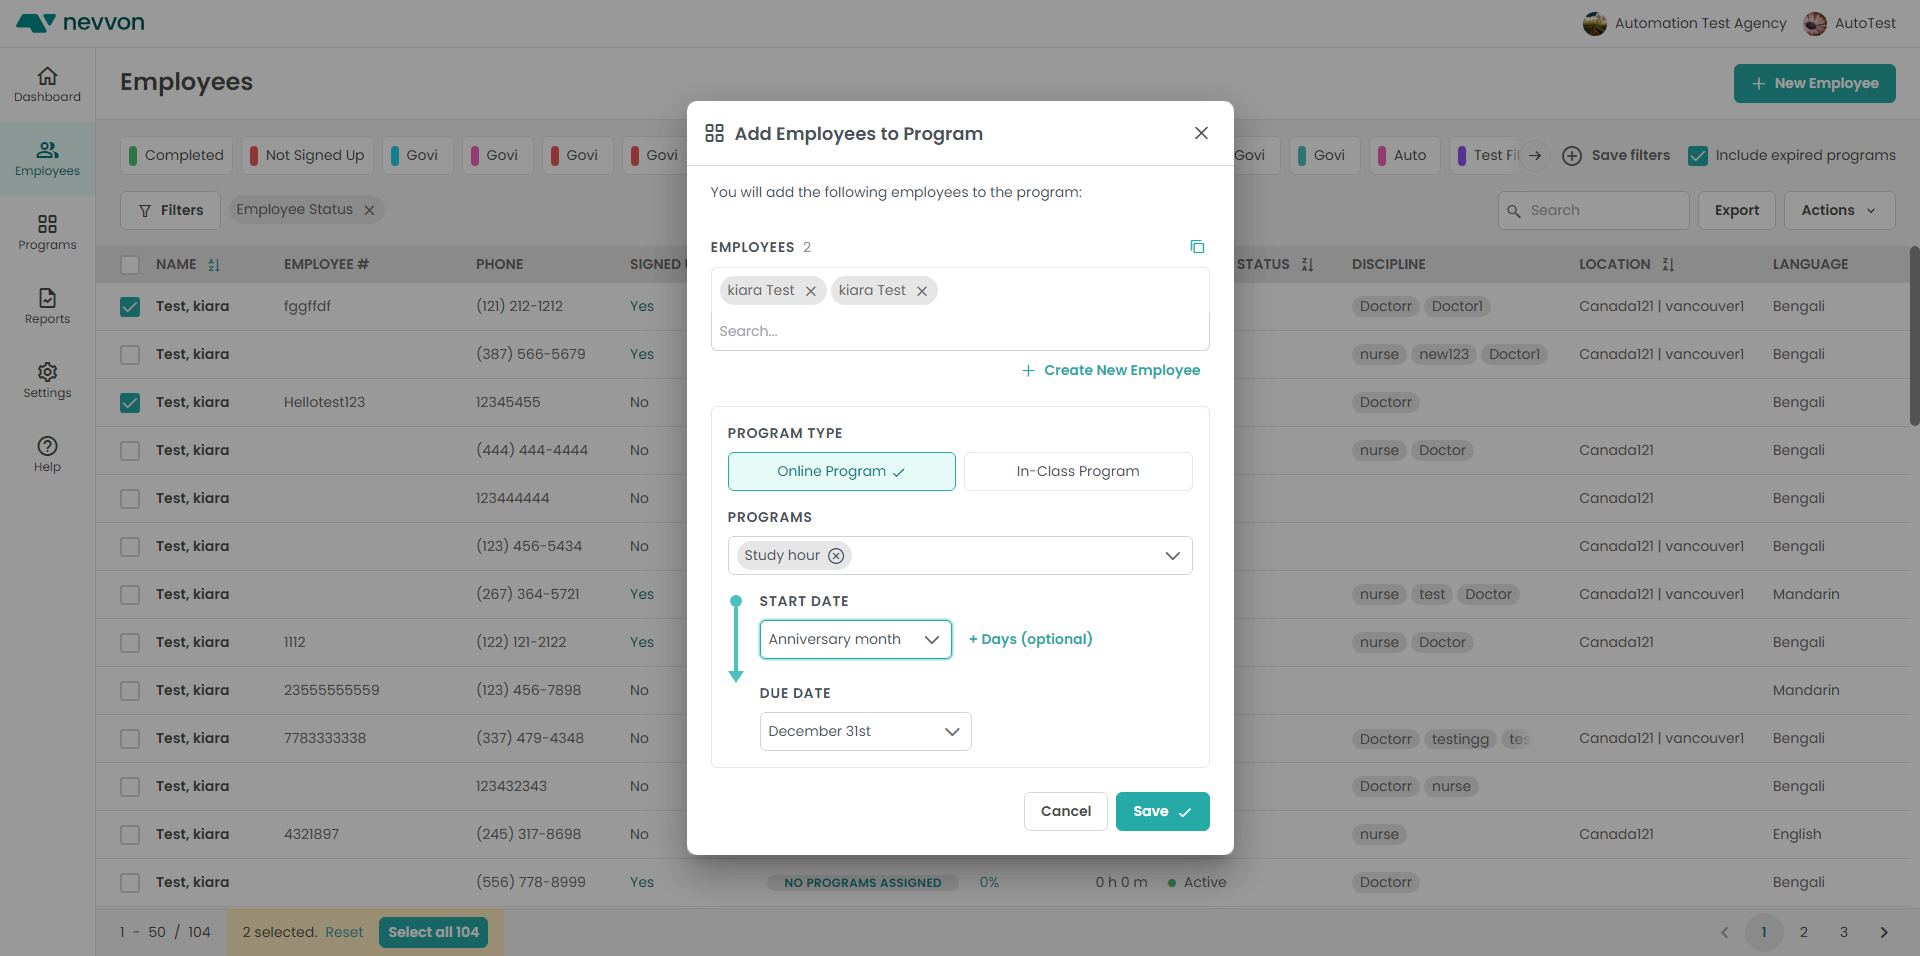 nevvon
Automation Test Agency
AutoTest
Dashboard
Employees
Programs
Reports
Settings
Help
Employees
+ New Employee
Completed
Not Signed Up
Govi
Govi
Govi
Govi
Govi
Govi
Auto
Test Fil
Save filters
Include expired programs
Filters
Employee Status
Search
Export
Actions
NAME EMPLOYEE # PHONE SIGNED STATUS DISCIPLINE LOCATION LANGUAGE
Test, kiara fggffdf (121) 212-1212 Yes Doctorr Doctor1 Canada121 | vancouver1 Bengali
Test, kiara (387) 566-5679 Yes nurse new123 Doctor1 Canada121 | vancouver1 Bengali
Test, kiara Hellotest123 12345455 No Doctorr Bengali
Test, kiara (444) 444-4444 No nurse Doctor Canada121 Bengali
Test, kiara 123444444 No Canada121 Bengali
Test, kiara (123) 456-5434 No Canada121 | vancouver1 Bengali
Test, kiara (267) 364-5721 Yes nurse test Doctor Canada121 | vancouver1 Mandarin
Test, kiara 1112 (122) 121-2122 Yes nurse Doctor Canada121 Bengali
Test, kiara 23555555559 (123) 456-7898 No Mandarin
Test, kiara 7783333338 (337) 479-4348 No Doctorr testingg tes Canada121 | vancouver1 Bengali
Test, kiara 123432343 No Doctorr nurse Bengali
Test, kiara 4321897 (245) 317-8698 No nurse Canada121 English
Test, kiara (556) 778-8999 Yes NO PROGRAMS ASSIGNED 0% 0 h 0 m Active Doctorr Bengali
1 - 50 / 104
2 selected. Reset
Select all 104
1 2 3
Add Employees to Program
You will add the following employees to the program:
EMPLOYEES 2
kiara Test kiara Test
Search...
+ Create New Employee
PROGRAM TYPE
Online Program
In-Class Program
PROGRAMS
Study hour
START DATE
Anniversary month
+ Days (optional)
DUE DATE
December 31st
Cancel
Save